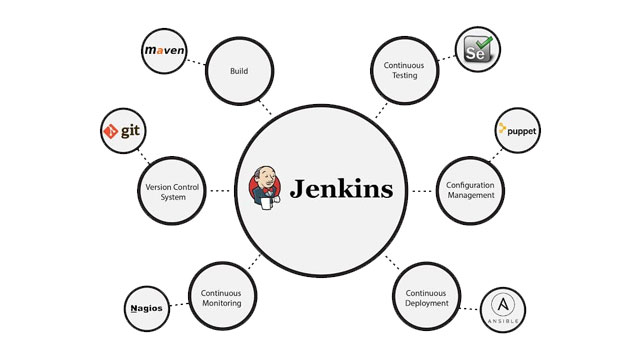 maven
Build
Continuous
Testing
Se
git
puppet
Version Control
System
Jenkins
Configuration
Management
Continuous
Monitoring
Nagios
Continuous
Deployment
A
ANSIBLE